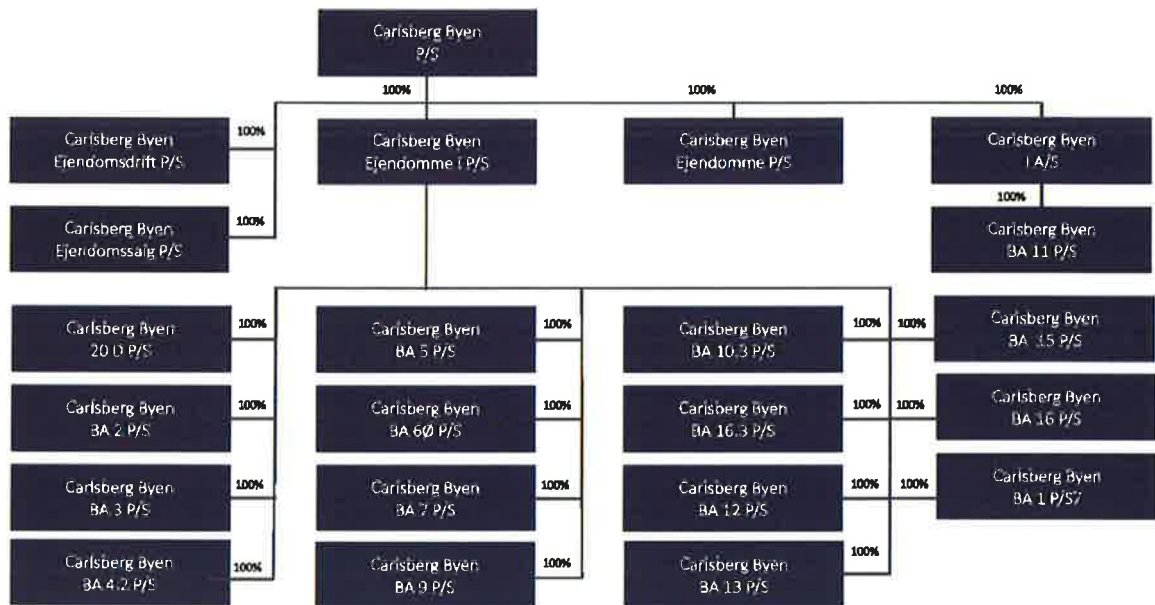 Carlsberg Byen
P/S
100%
100%
100%
Carlsberg Byen
Ejendomsdrift P/S
100%
Carlsberg Byen
Ejendomme I P/S
Carlsberg Byen
Ejendomme P/S
Carlsberg Byen
I A/S
Carlsberg Byen
Ejendomssalg P/S
100%
100%
Carlsberg Byen
BA 11 P/S
Carlsberg Byen
20 D P/S
100%
Carlsberg Byen
BA 5 P/S
100%
Carlsberg Byen
BA 10.3 P/S
100%
100%
Carlsberg Byen
BA 15 P/S
Carlsberg Byen
BA 2 P/S
100%
Carlsberg Byen
BA 6Ø P/S
100%
Carlsberg Byen
BA 16.3 P/S
100%
100%
Carlsberg Byen
BA 16 P/S
Carlsberg Byen
BA 3 P/S
100%
Carlsberg Byen
BA 7 P/S
100%
Carlsberg Byen
BA 12 P/S
100%
100%
Carlsberg Byen
BA 1 P/S7
Carlsberg Byen
BA 4.2 P/S
100%
Carlsberg Byen
BA 9 P/S
100%
Carlsberg Byen
BA 13 P/S
100%